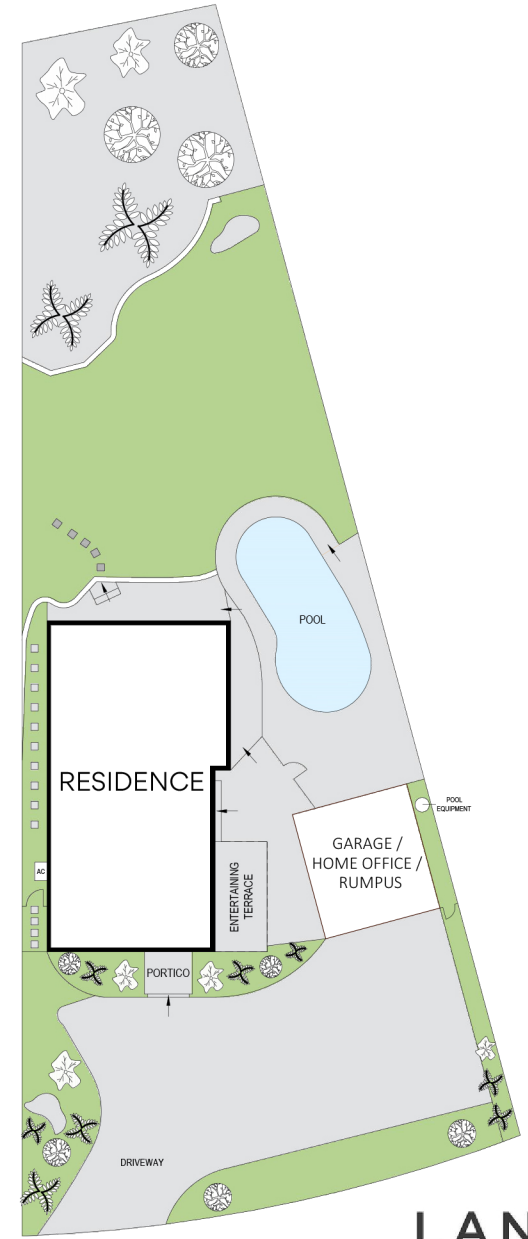 POOL
RESIDENCE
POOL
EQUIPMENT
GARAGE /
HOME OFFICE /
RUMPUS
AC
ENTERTAINING
TERRACE
PORTICO
DRIVEWAY
LAN